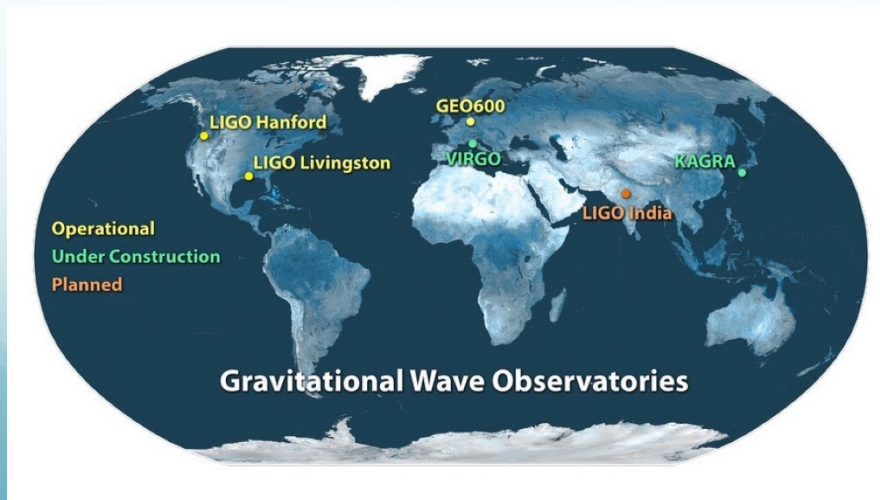 GEO600
LIGO Hanford
VIRGO
LIGO Livingston
KAGRA
LIGO India
Operational
Under Construction
Planned
Gravitational Wave Observatories